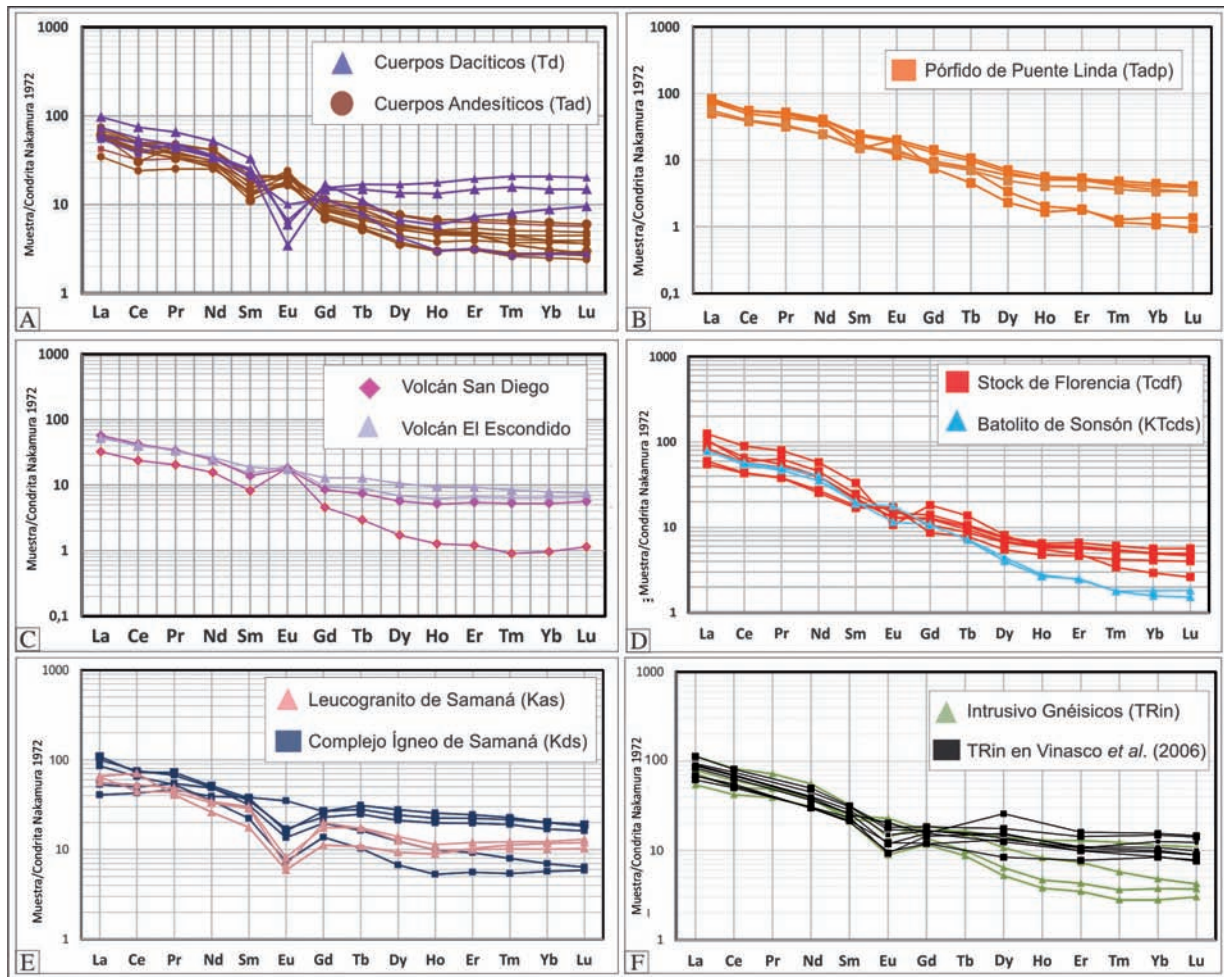 1000
100
10
1
Muestra/Condrita Nakamura 1972
Cuerpos Dacíticos (Td)
Cuerpos Andesíticos (Tad)
La Ce Pr Nd Sm Eu Gd Tb Dy Ho Er Tm Yb Lu
A
1000
100
10
1
0,1
Muestra/Condrita Nakamura 1972
Pórfido de Puente Linda (Tadp)
La Ce Pr Nd Sm Eu Gd Tb Dy Ho Er Tm Yb Lu
B
1000
100
10
1
0,1
Muestra/Condrita Nakamura 1972
Volcán San Diego
Volcán El Escondido
La Ce Pr Nd Sm Eu Gd Tb Dy Ho Er Tm Yb Lu
C
1000
100
10
1
Muestra/Condrita Nakamura 1972
Stock de Florencia (Tcdf)
Batolito de Sonsón (KTcds)
La Ce Pr Nd Sm Eu Gd Tb Dy Ho Er Tm Yb Lu
D
1000
100
10
1
Muestra/Condrita Nakamura 1972
Leucogranito de Samaná (Kas)
Complejo Ígneo de Samaná (Kds)
La Ce Pr Nd Sm Eu Gd Tb Dy Ho Er Tm Yb Lu
E
1000
100
10
1
Muestra/Condrita Nakamura 1972
Intrusivo Gnéisicos (TRin)
TRin en Vinasco et al. (2006)
La Ce Pr Nd Sm Eu Gd Tb Dy Ho Er Tm Yb Lu
F